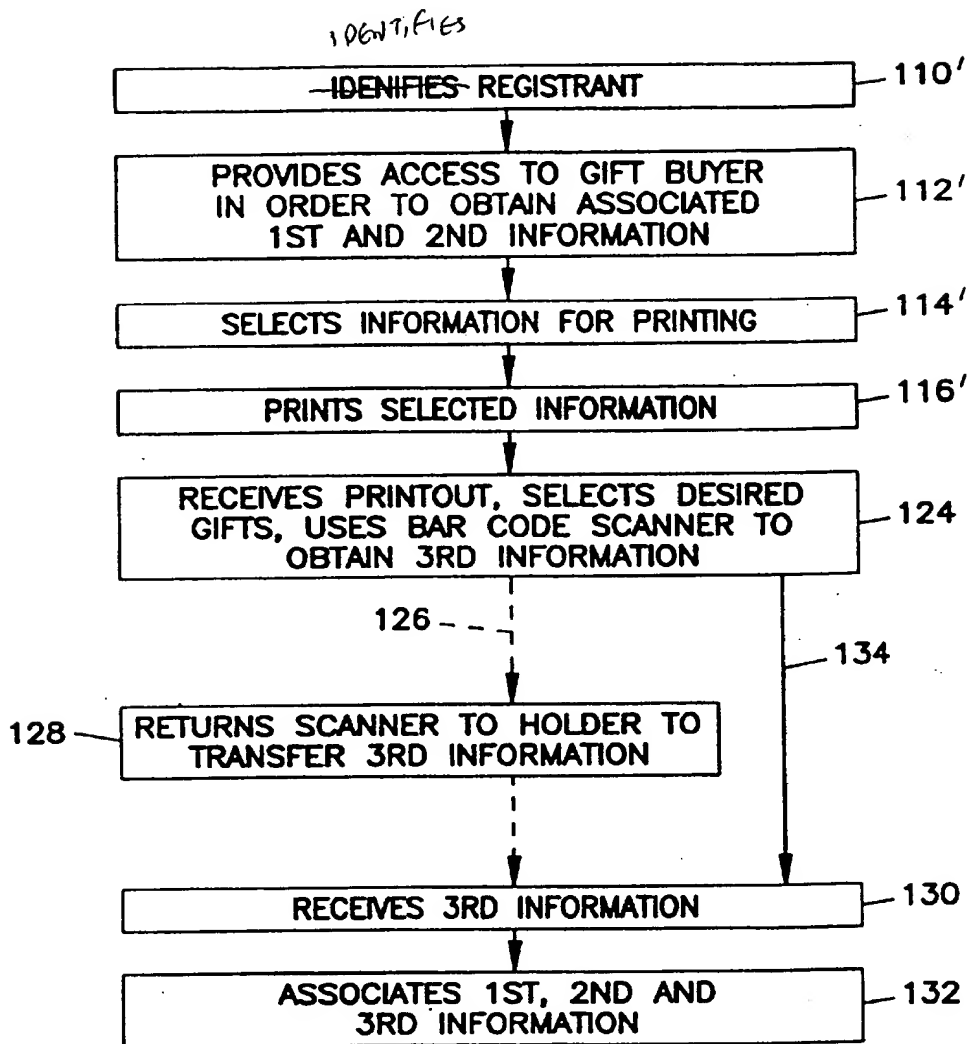 IDENTIFIES
IDENIFIES REGISTRANT
110'
PROVIDES ACCESS TO GIFT BUYER
IN ORDER TO OBTAIN ASSOCIATED
1ST AND 2ND INFORMATION
112'
SELECTS INFORMATION FOR PRINTING
114'
PRINTS SELECTED INFORMATION
116'
RECEIVES PRINTOUT, SELECTS DESIRED
GIFTS, USES BAR CODE SCANNER TO
OBTAIN 3RD INFORMATION
124
126
134
128
RETURNS SCANNER TO HOLDER TO
TRANSFER 3RD INFORMATION
RECEIVES 3RD INFORMATION
130
ASSOCIATES 1ST, 2ND AND
3RD INFORMATION
132